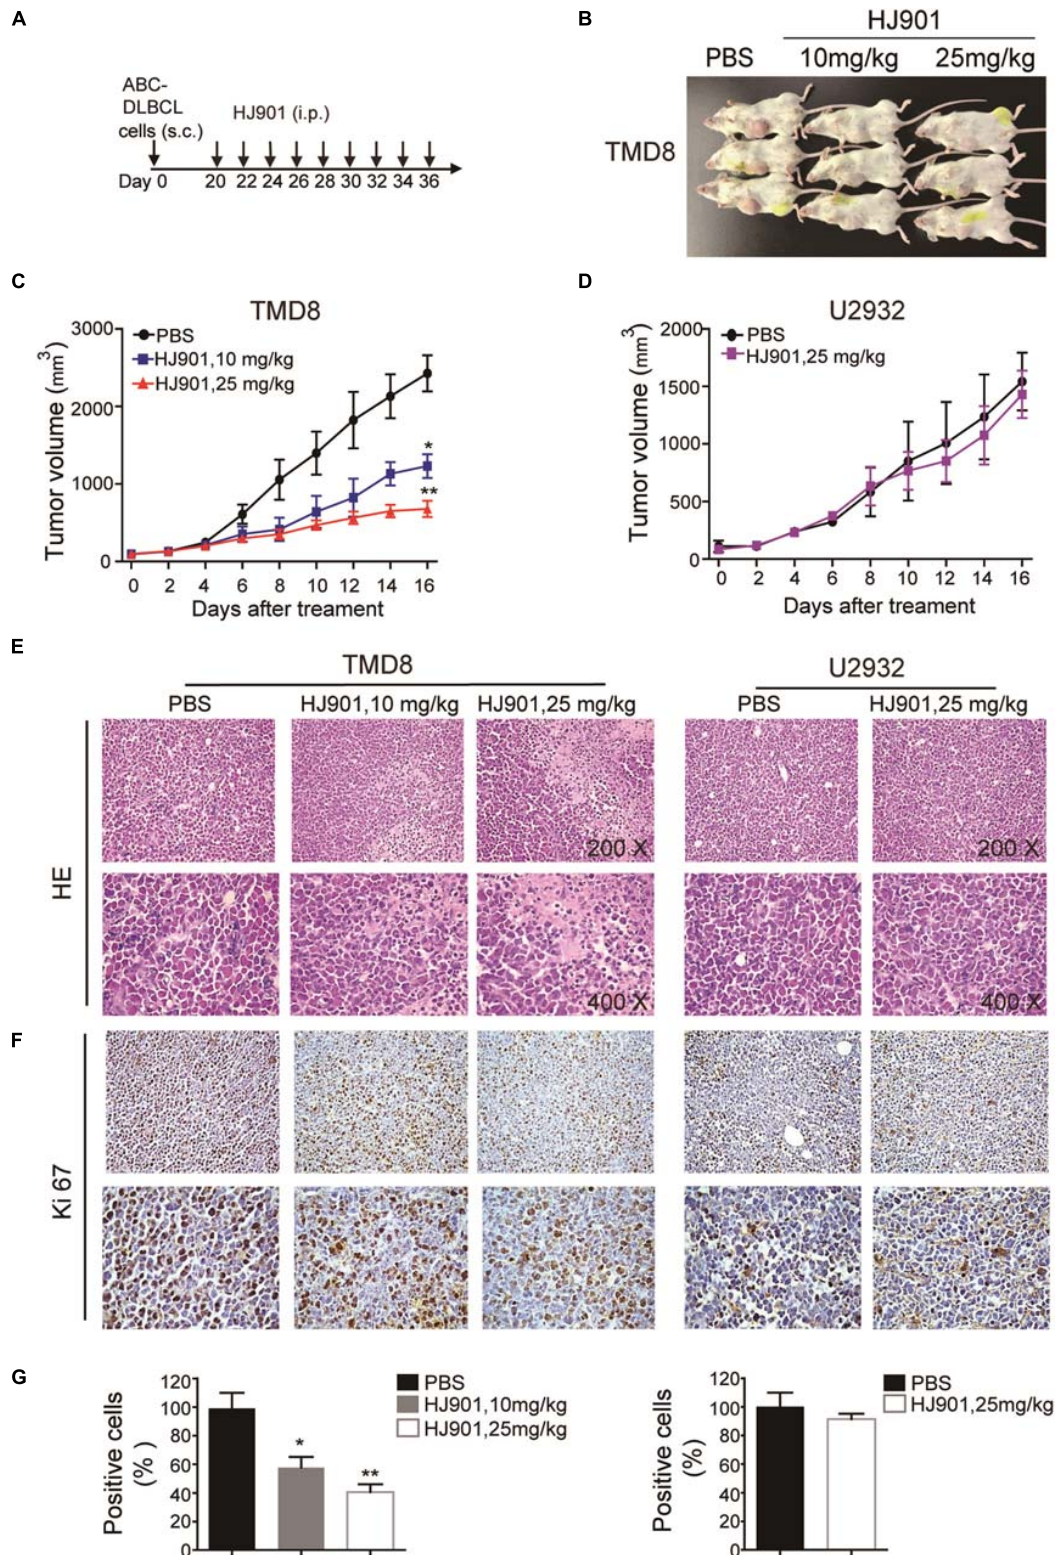 A
ABC-
DLBCL
cells (s.c.)
HJ901 (i.p.)
Day 0 20 22 24 26 28 30 32 34 36
B
HJ901
PBS 10mg/kg 25mg/kg
TMD8
C
TMD8
3000
2000
1000
0
Tumor volume (mm3)
PBS
HJ901,10 mg/kg
HJ901,25 mg/kg
*
**
0 2 4 6 8 10 12 14 16
Days after treament
D
U2932
2000
1500
1000
500
0
Tumor volume (mm3)
PBS
HJ901,25 mg/kg
0 2 4 6 8 10 12 14 16
Days after treament
E
TMD8
U2932
PBS HJ901,10 mg/kg HJ901,25 mg/kg
PBS HJ901,25 mg/kg
HE
200 X
200 X
400 X
400 X
F
Ki 67
G
120
100
80
60
40
20
0
Positive cells
(% )
PBS
HJ901,10mg/kg
HJ901,25mg/kg
*
**
120
100
80
60
40
20
0
Positive cells
(%)
PBS
HJ901,25mg/kg